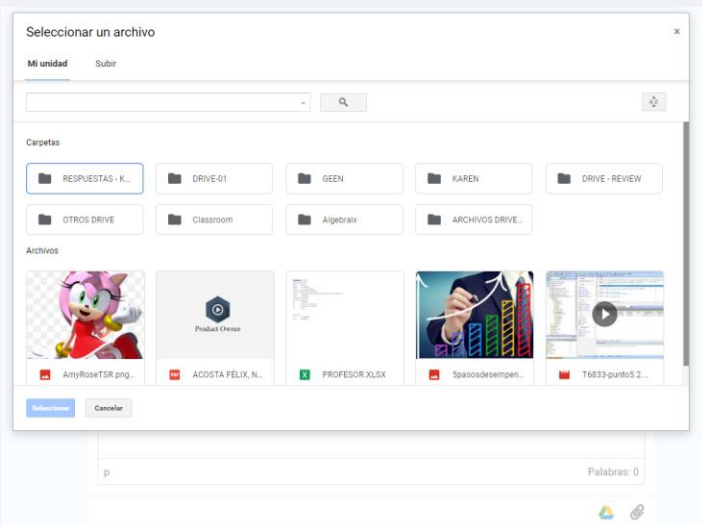 Seleccionar un archivo
×
Mi unidad Subir
Carpetas
RESPUESTAS - K... DRIVE-01 GEEN KAREN DRIVE - REVIEW
OTROS DRIVE Classroom Algebraix ARCHIVOS DRIVE...
Archivos
Product Owner
AmyRoseTSR.png... ACOSTA FÉLIX, N... PROFESOR.XLSX 5pasosdesempen... T6833-punto5.2....
Seleccionar Cancelar
p Palabras: 0